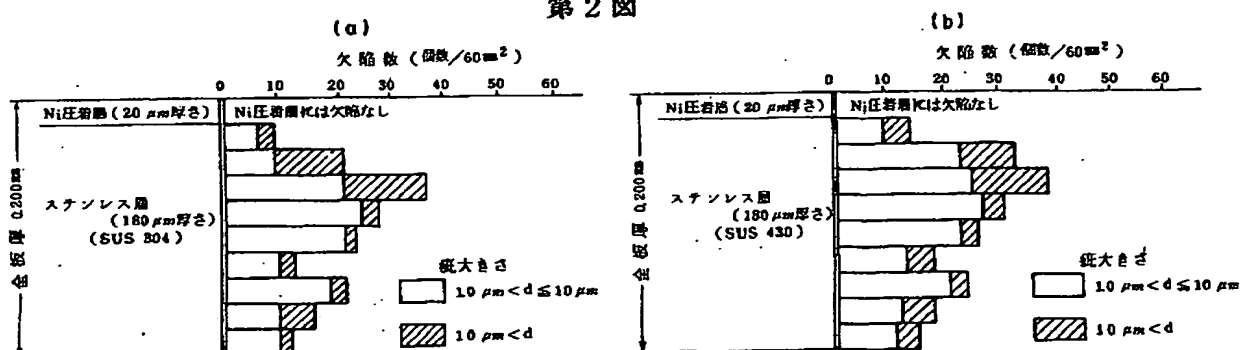 第2図
(a)
欠陥数(個数/60mm²)
0 10 20 30 40 50 60
Ni圧着層(20 μm厚さ) Ni圧着層には欠陥なし
全板厚 0.200mm
ステンレス層
(180 μm厚さ)
(SUS 304)
疵大きさ
1.0 μm<d≦10 μm
10 μm<d
(b)
欠陥数(個数/60mm²)
0 10 20 30 40 50 60
Ni圧着層(20 μm厚さ) Ni圧着層には欠陥なし
全板厚 0.200mm
ステンレス層
(180 μm厚さ)
(SUS 430)
疵大きさ
1.0 μm<d≦10 μm
10 μm<d